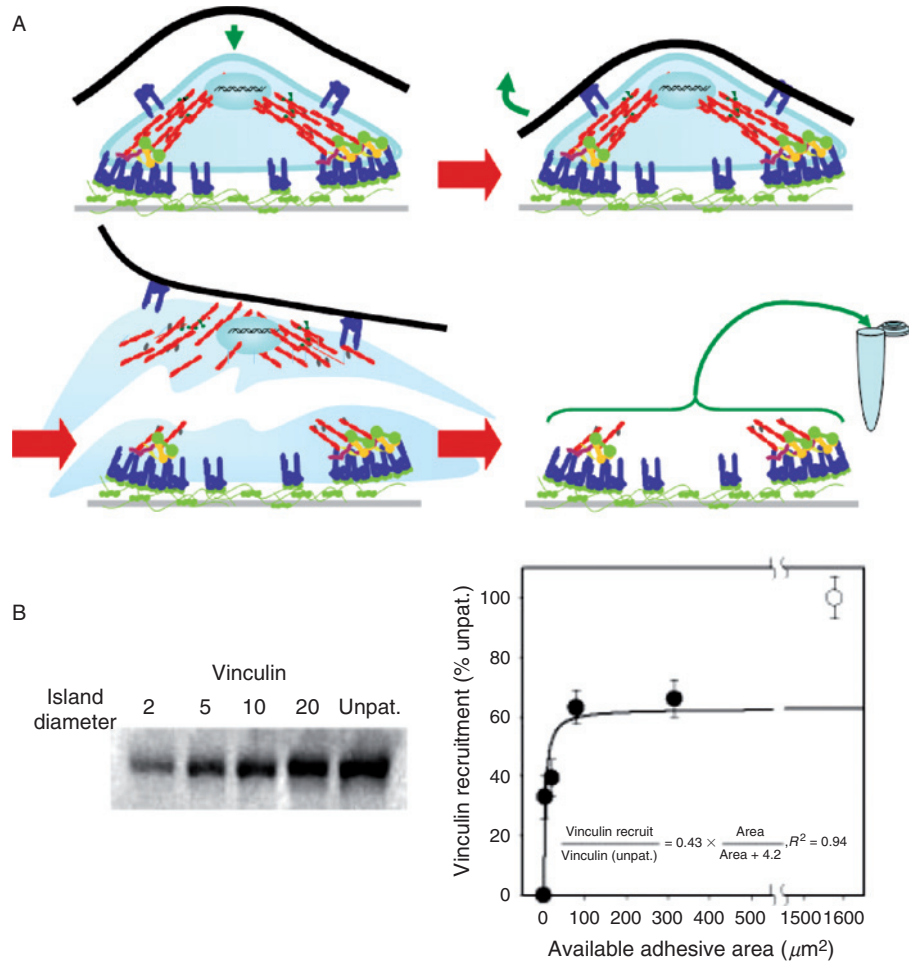 A
B
Vinculin
Island
diameter
2 5 10 20 Unpat.
Vinculin recruitment (% unpat.)
100
80
60
40
20
0
Vinculin recruit
Vinculin (unpat.)
= 0.43 ×
Area
Area + 4.2
, R² = 0.94
0 100 200 300 400 500 1500 1600
Available adhesive area (μm²)